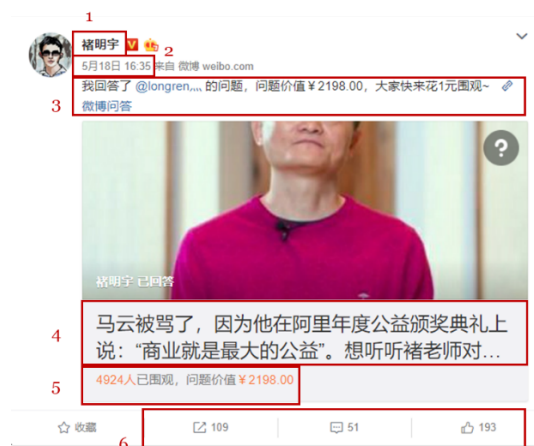 1
褚明宇
2
5月18日 16:35 来自 微博 weibo.com
3
我回答了 @longren,,,, 的问题，问题价值￥2198.00，大家快来花1元围观~
微博问答
?
褚明宇 已回答
4
马云被骂了，因为他在阿里年度公益颁奖典礼上
说：“商业就是最大的公益”。想听听褚老师对…
5
4924人已围观，问题价值￥2198.00
6
收藏 109 51 193